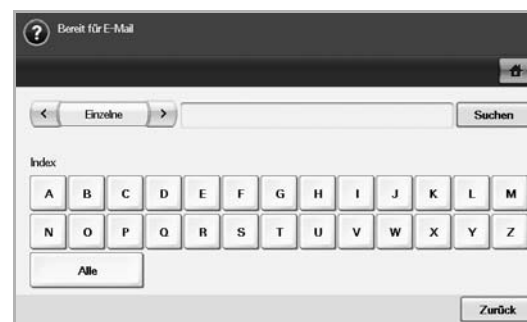 ? Bereit für E-Mail
< Einzelne > Suchen
Index
A B C D E F G H I J K L M
N O P Q R S T U V W X Y Z
Alle
Zurück